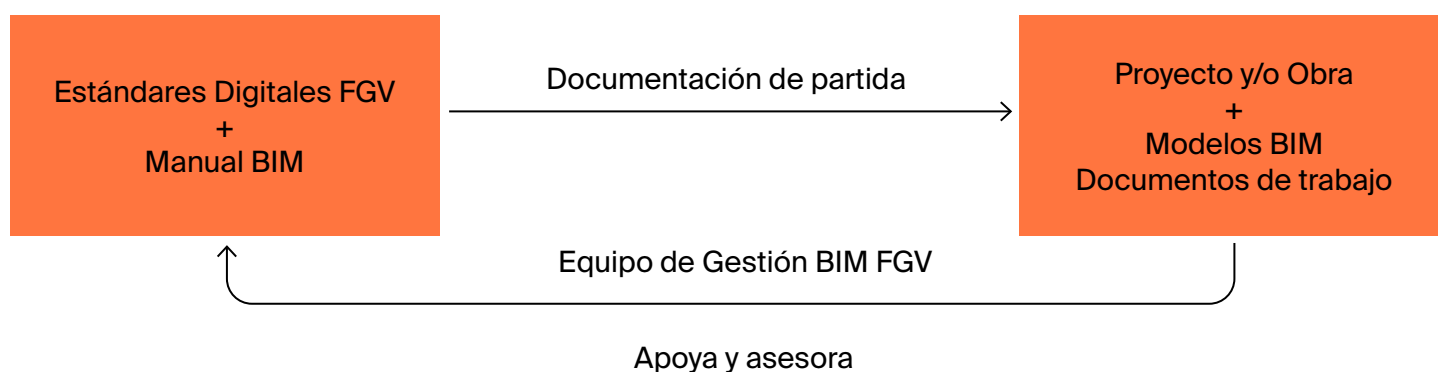 Estándares Digitales FGV
+
Manual BIM
Documentación de partida
Proyecto y/o Obra
+
Modelos BIM
Documentos de trabajo
Equipo de Gestión BIM FGV
Apoya y asesora